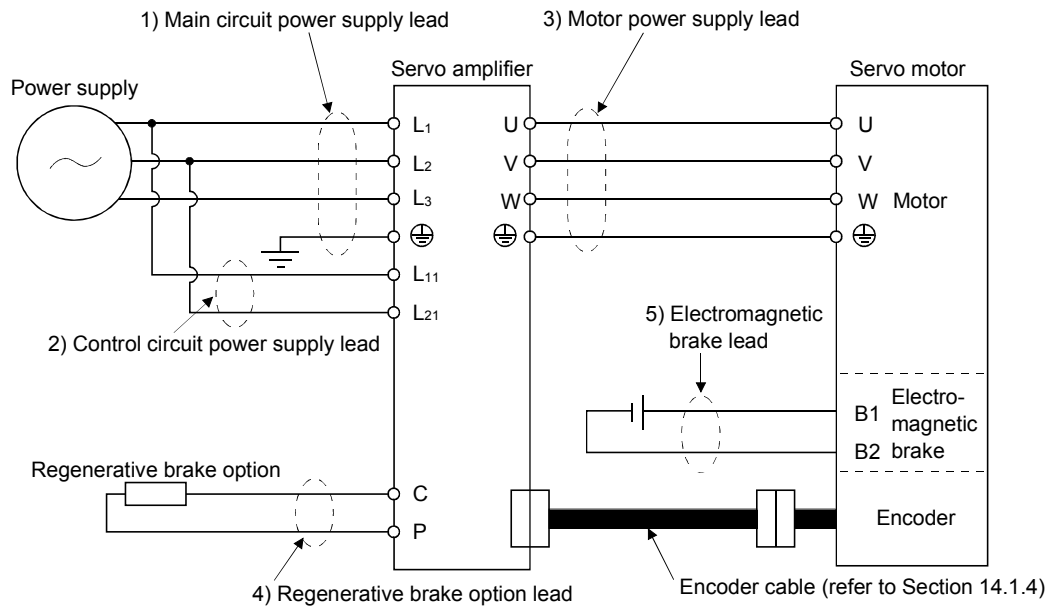 1) Main circuit power supply lead
3) Motor power supply lead
Servo amplifier
Servo motor
Power supply
L1
U
U
L2
V
V
L3
W
W
Motor
L11
L21
2) Control circuit power supply lead
5) Electromagnetic
brake lead
B1
B2
Electro-
magnetic
brake
Regenerative brake option
C
P
Encoder
4) Regenerative brake option lead
Encoder cable (refer to Section 14.1.4)